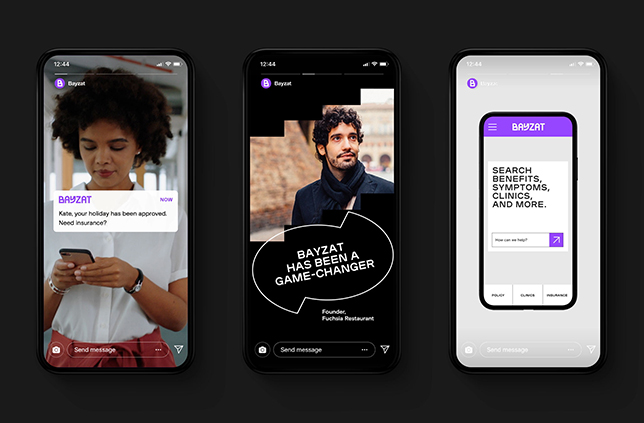 12:44
Bayzat
BAYZAT NOW
Kate, your holiday has been approved.
Need insurance?
Send message
12:44
Bayzat
BAYZAT
HAS BEEN A
GAME-CHANGER
Founder,
Fuchsia Restaurant
Send message
12:44
Bayzat
BAYZAT
SEARCH
BENEFITS,
SYMPTOMS,
CLINICS,
AND MORE.
How can we help?
POLICY CLINICS INSURANCE
Send message